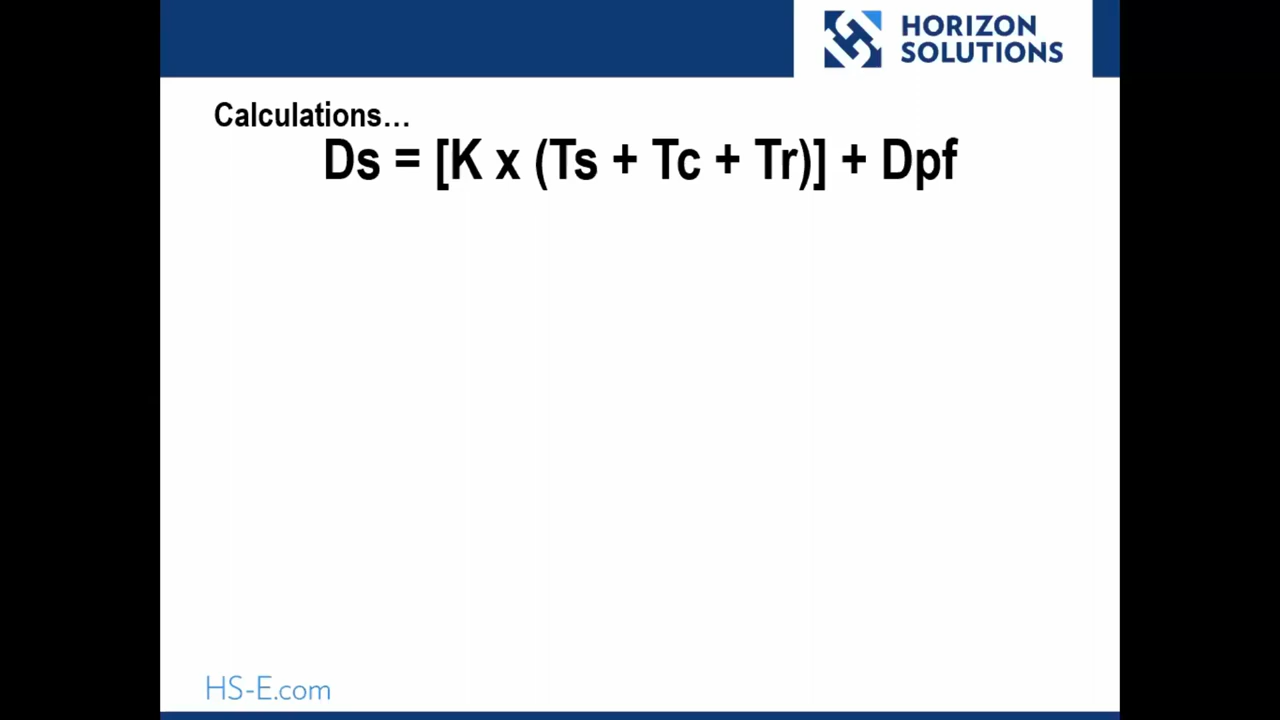 HORIZON
SOLUTIONS
Calculations...
Ds = [K x (Ts + Tc + Tr)] + Dpf
HS-E.com